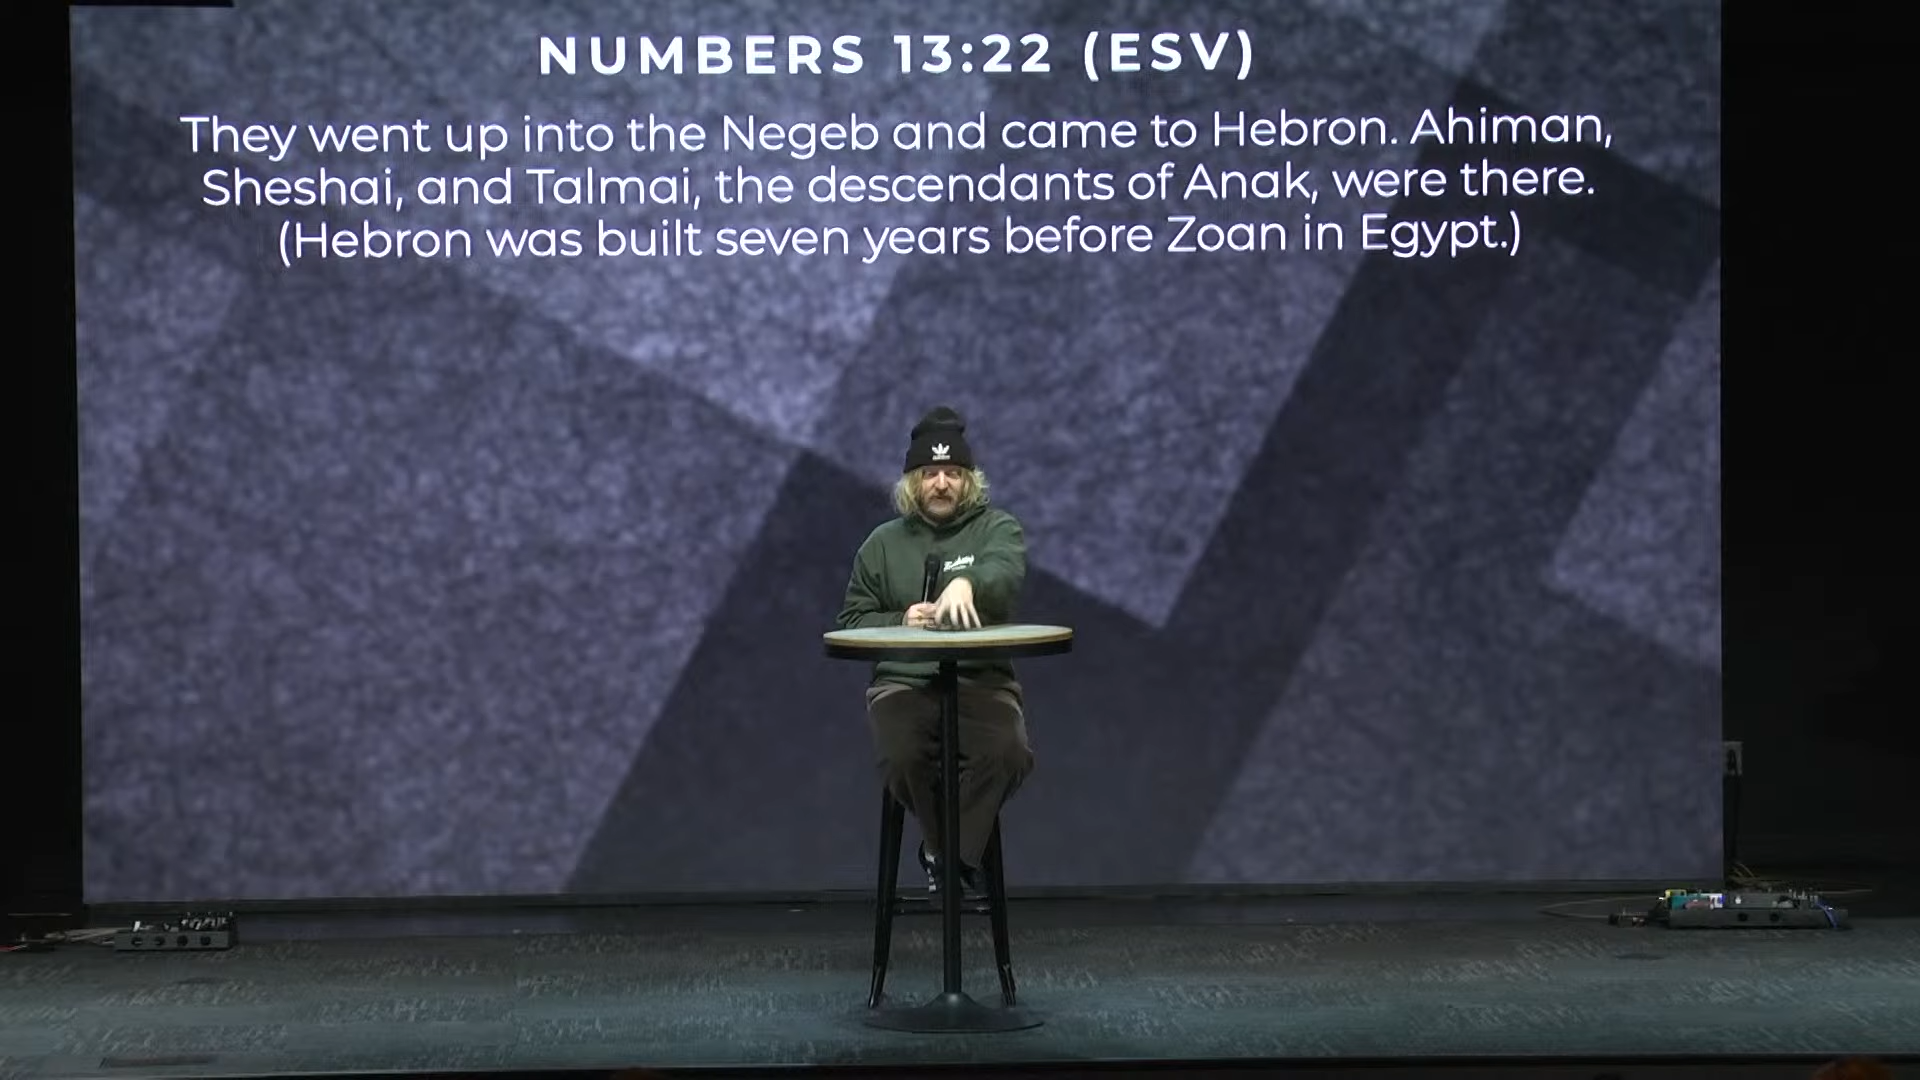 NUMBERS 13:22 (ESV)
They went up into the Negeb and came to Hebron. Ahiman,
Sheshai, and Talmai, the descendants of Anak, were there.
(Hebron was built seven years before Zoan in Egypt.)